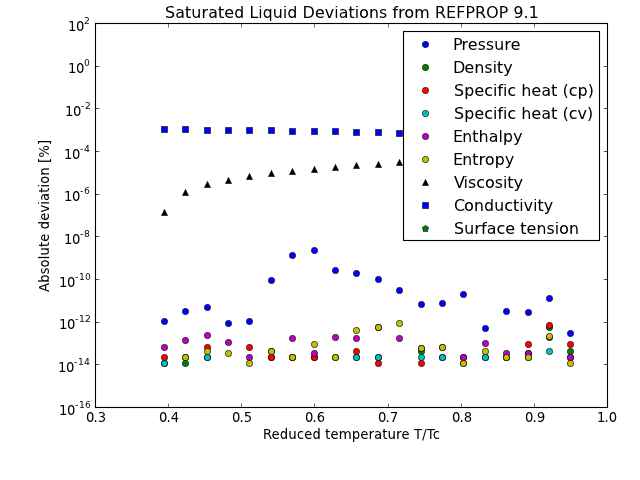 Saturated Liquid Deviations from REFPROP 9.1
10^2
10^0
10^-2
10^-4
10^-6
10^-8
10^-10
10^-12
10^-14
10^-16
Absolute deviation [%]
Pressure
Density
Specific heat (cp)
Specific heat (cv)
Enthalpy
Entropy
Viscosity
Conductivity
Surface tension
0.3 0.4 0.5 0.6 0.7 0.8 0.9 1.0
Reduced temperature T/Tc